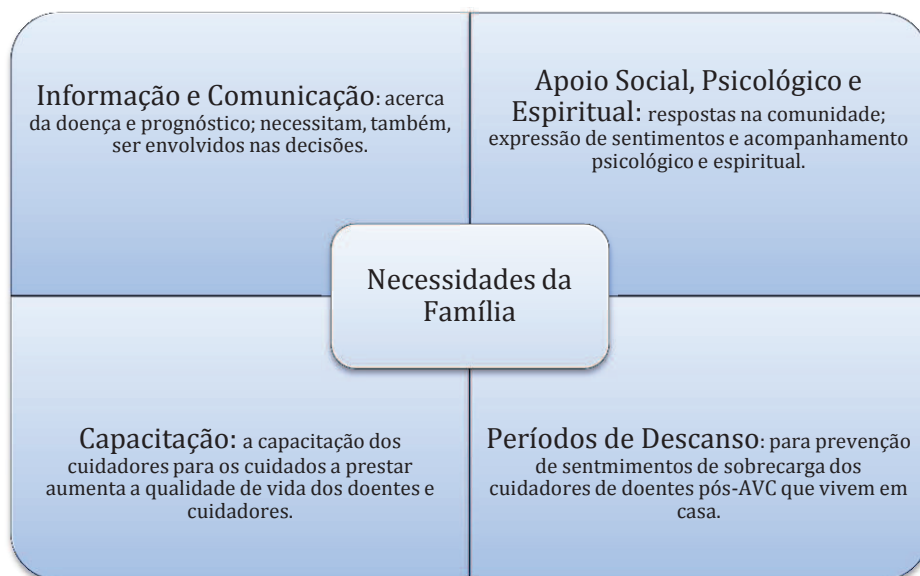 Informação e Comunicação: acerca
da doença e prognóstico; necessitam, também,
ser envolvidos nas decisões.
Apoio Social, Psicológico e
Espiritual: respostas na comunidade;
expressão de sentimentos e acompanhamento
psicológico e espiritual.
Necessidades da
Família
Capacitação: a capacitação dos
cuidadores para os cuidados a prestar
aumenta a qualidade de vida dos doentes e
cuidadores.
Períodos de Descanso: para prevenção
de sentmimentos de sobrecarga dos
cuidadores de doentes pós-AVC que vivem em
casa.